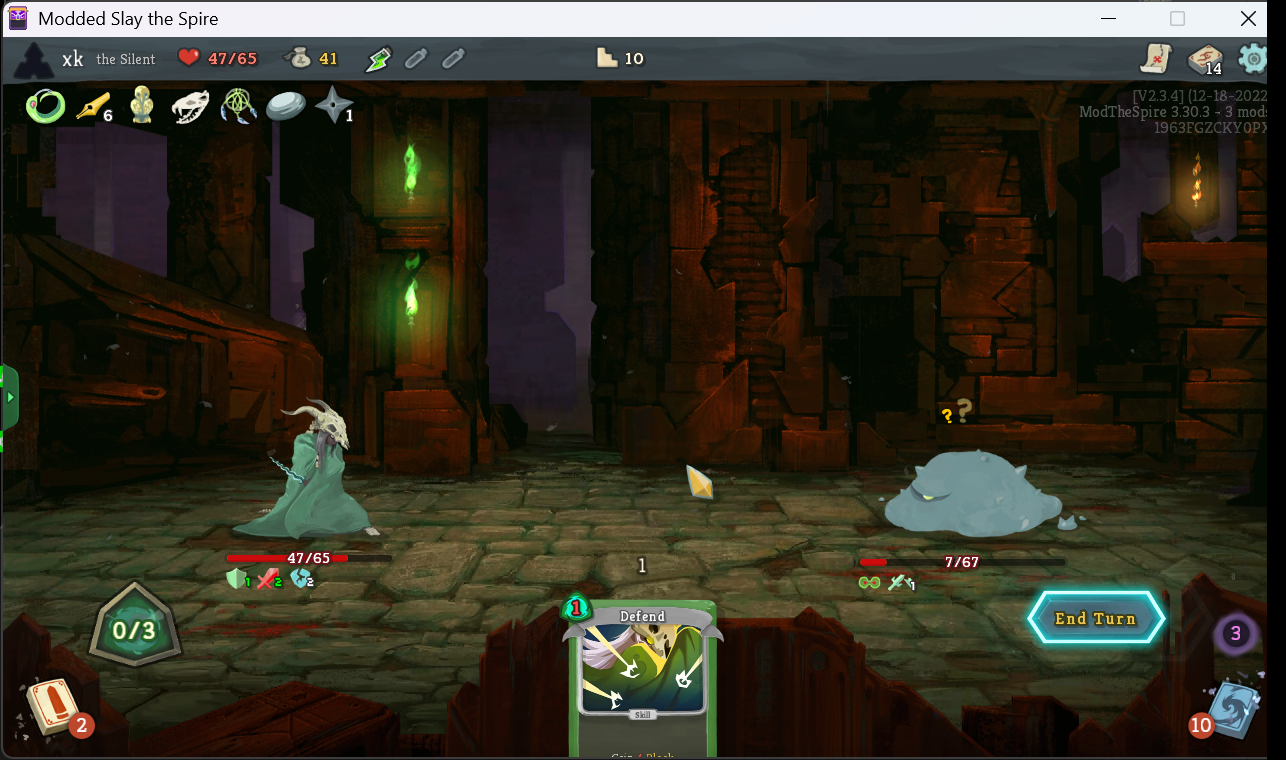 Modded Slay the Spire
xk the Silent 47/65 41 10 14
6 1
[V2.3.4] (12-18-2022
ModTheSpire 3.30.3 - 3 mods
1963FGZCKY0PX
? ?
47/65
1 2 2
1
7/67
1
0/3
1 Defend
Skill
End Turn
3
2
10